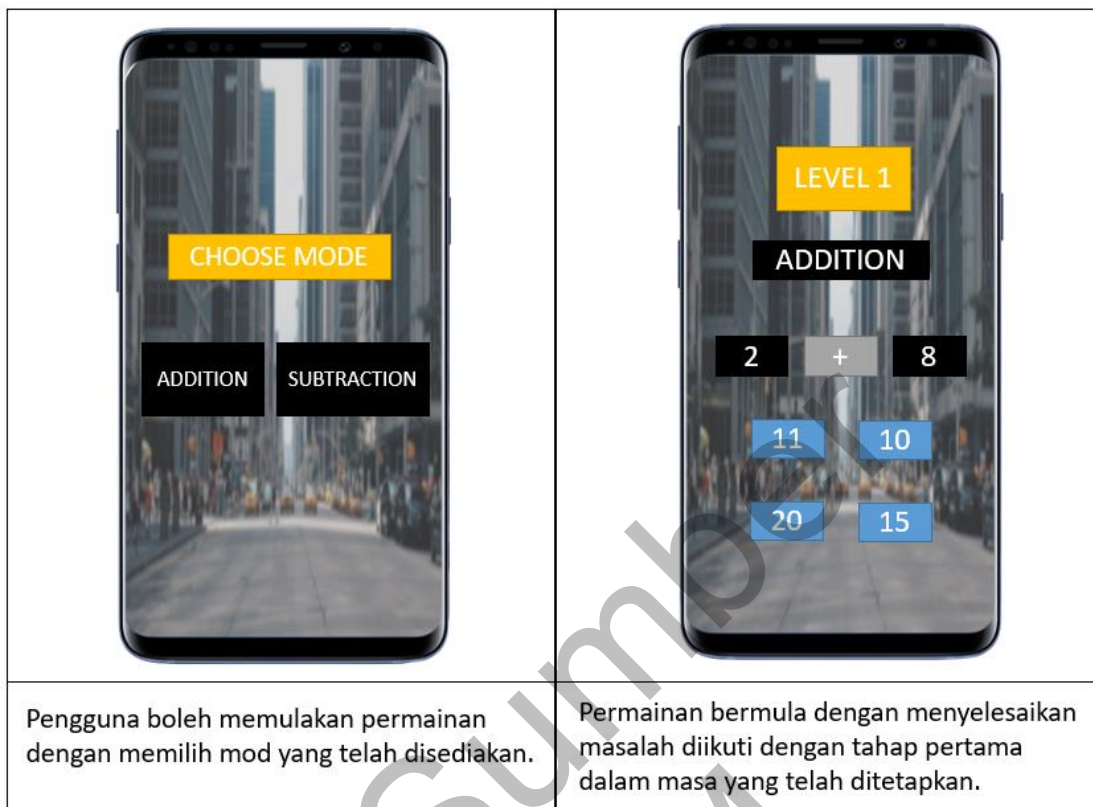 CHOOSE MODE
ADDITION
SUBTRACTION
Pengguna boleh memulakan permainan
dengan memilih mod yang telah disediakan.
LEVEL 1
ADDITION
2 + 8
11 10
20 15
Permainan bermula dengan menyelesaikan
masalah diikuti dengan tahap pertama
dalam masa yang telah ditetapkan.
Sumber